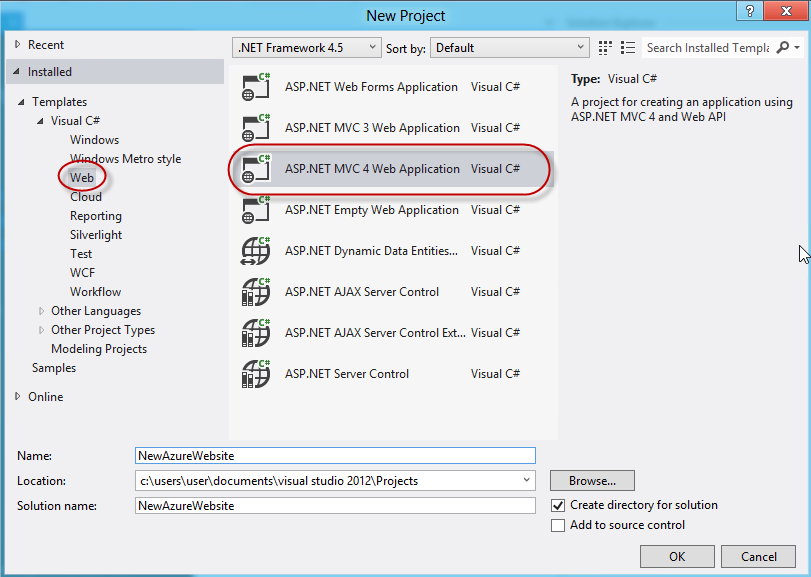 New Project
?
Recent
.NET Framework 4.5
Sort by:
Default
Search Installed Templa
Installed
Templates
Visual C#
Windows
Windows Metro style
Web
Cloud
Reporting
Silverlight
Test
WCF
Workflow
Other Languages
Other Project Types
Modeling Projects
Samples
Online
C# ASP.NET Web Forms Application Visual C#
C# ASP.NET MVC 3 Web Application Visual C#
C# ASP.NET MVC 4 Web Application Visual C#
C# ASP.NET Empty Web Application Visual C#
C# ASP.NET Dynamic Data Entities... Visual C#
C# ASP.NET AJAX Server Control Visual C#
C# ASP.NET AJAX Server Control Ext... Visual C#
C# ASP.NET Server Control Visual C#
Type: Visual C#
A project for creating an application using
ASP.NET MVC 4 and Web API
Name: NewAzureWebsite
Location: c:\users\user\documents\visual studio 2012\Projects
Browse...
Solution name: NewAzureWebsite
Create directory for solution
Add to source control
OK
Cancel